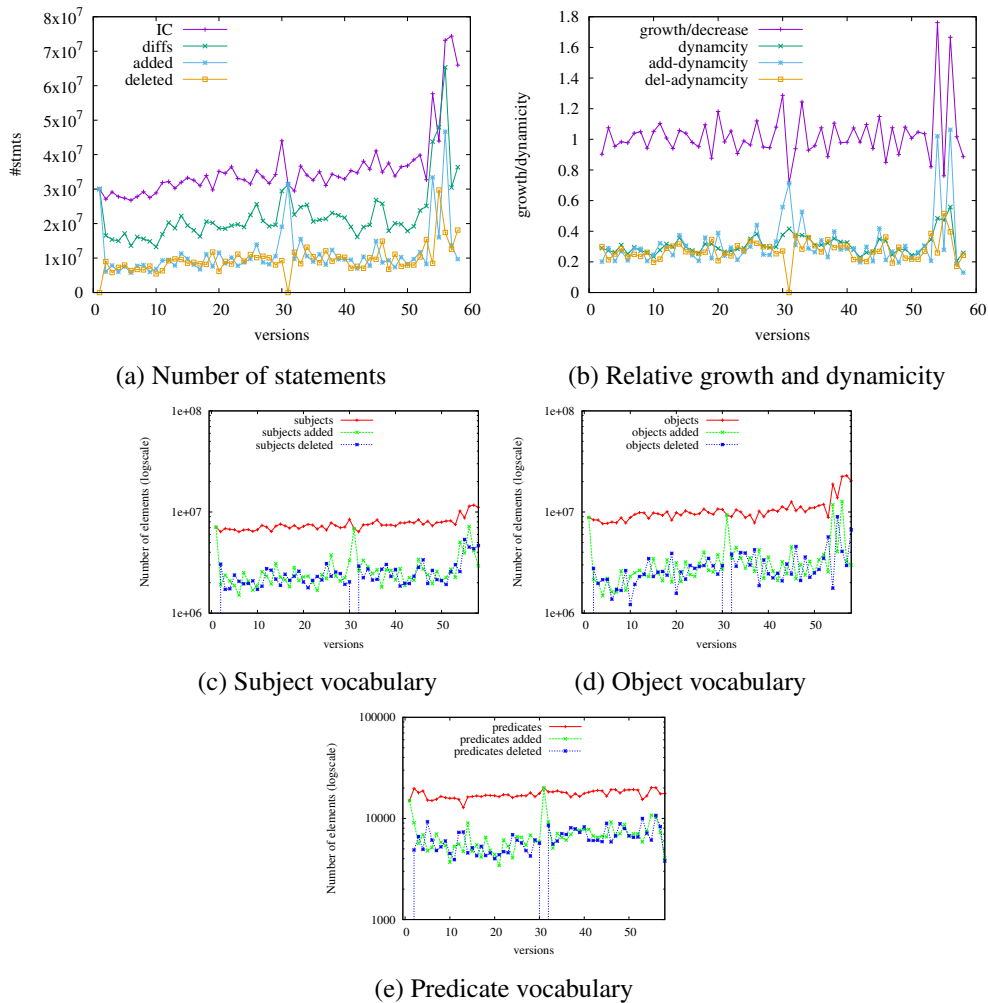 8x10^7
7x10^7
6x10^7
5x10^7
4x10^7
3x10^7
2x10^7
1x10^7
0
#stmts
IC
diffs
added
deleted
0 10 20 30 40 50 60
versions
(a) Number of statements
1.8
1.6
1.4
1.2
1
0.8
0.6
0.4
0.2
0
growth/dynamicity
growth/decrease
dynamcity
add-dynamcity
del-adynamcity
0 10 20 30 40 50 60
versions
(b) Relative growth and dynamicity
1e+08
1e+07
1e+06
Number of elements (logscale)
subjects
subjects added
subjects deleted
0 10 20 30 40 50
versions
(c) Subject vocabulary
1e+08
1e+07
1e+06
Number of elements (logscale)
objects
objects added
objects deleted
0 10 20 30 40 50
versions
(d) Object vocabulary
100000
10000
1000
Number of elements (logscale)
predicates
predicates added
predicates deleted
0 10 20 30 40 50
versions
(e) Predicate vocabulary